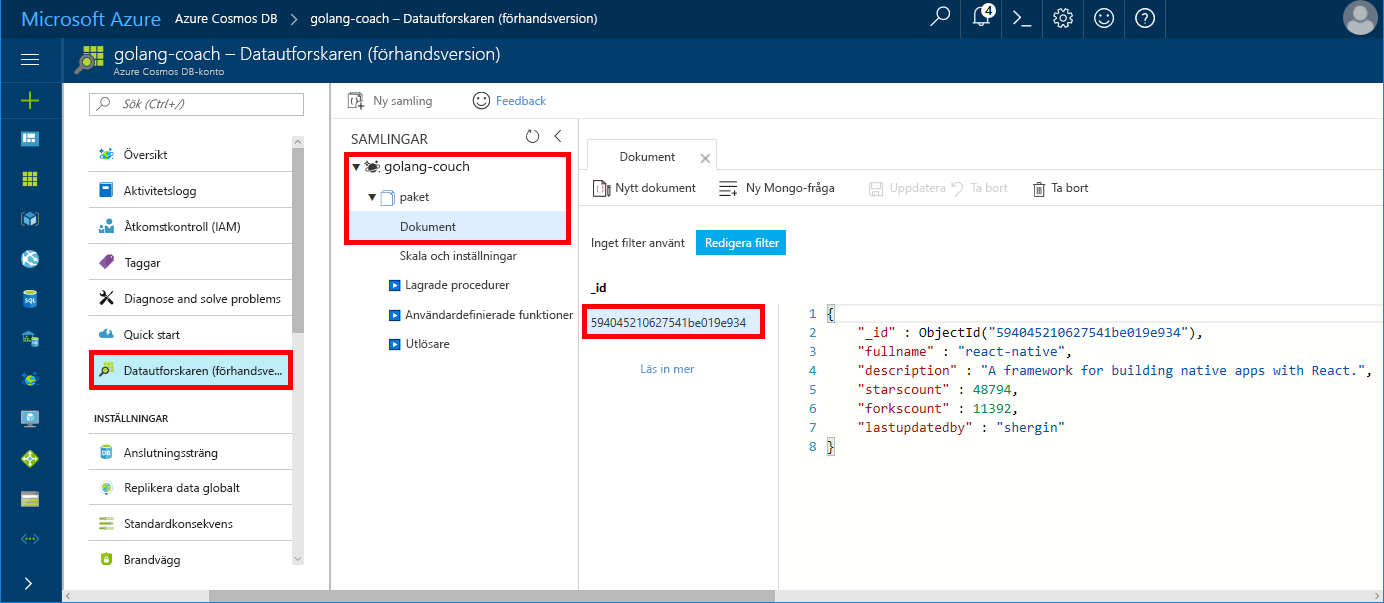 Microsoft Azure Azure Cosmos DB > golang-coach – Datautforskaren (förhandsversion)
4
golang-coach – Datautforskaren (förhandsversion)
Azure Cosmos DB-konto
Sök (Ctrl+/)
Översikt
Aktivitetslogg
Åtkomstkontroll (IAM)
Taggar
Diagnose and solve problems
Quick start
Datautforskaren (förhandsve...
INSTÄLLNINGAR
Anslutningssträng
Replikera data globalt
Standardkonsekvens
Brandvägg
Ny samling
Feedback
SAMLINGAR
golang-couch
paket
Dokument
Skala och inställningar
Lagrade procedurer
Användardefinierade funktioner
Utlösare
Dokument
Nytt dokument
Ny Mongo-fråga
Uppdatera
Ta bort
Ta bort
Inget filter använt
Redigera filter
_id
594045210627541be019e934
Läs in mer
1 {
2 "_id" : ObjectId("594045210627541be019e934"),
3 "fullname" : "react-native",
4 "description" : "A framework for building native apps with React.",
5 "starscount" : 48794,
6 "forkscount" : 11392,
7 "lastupdatedby" : "shergin"
8 }